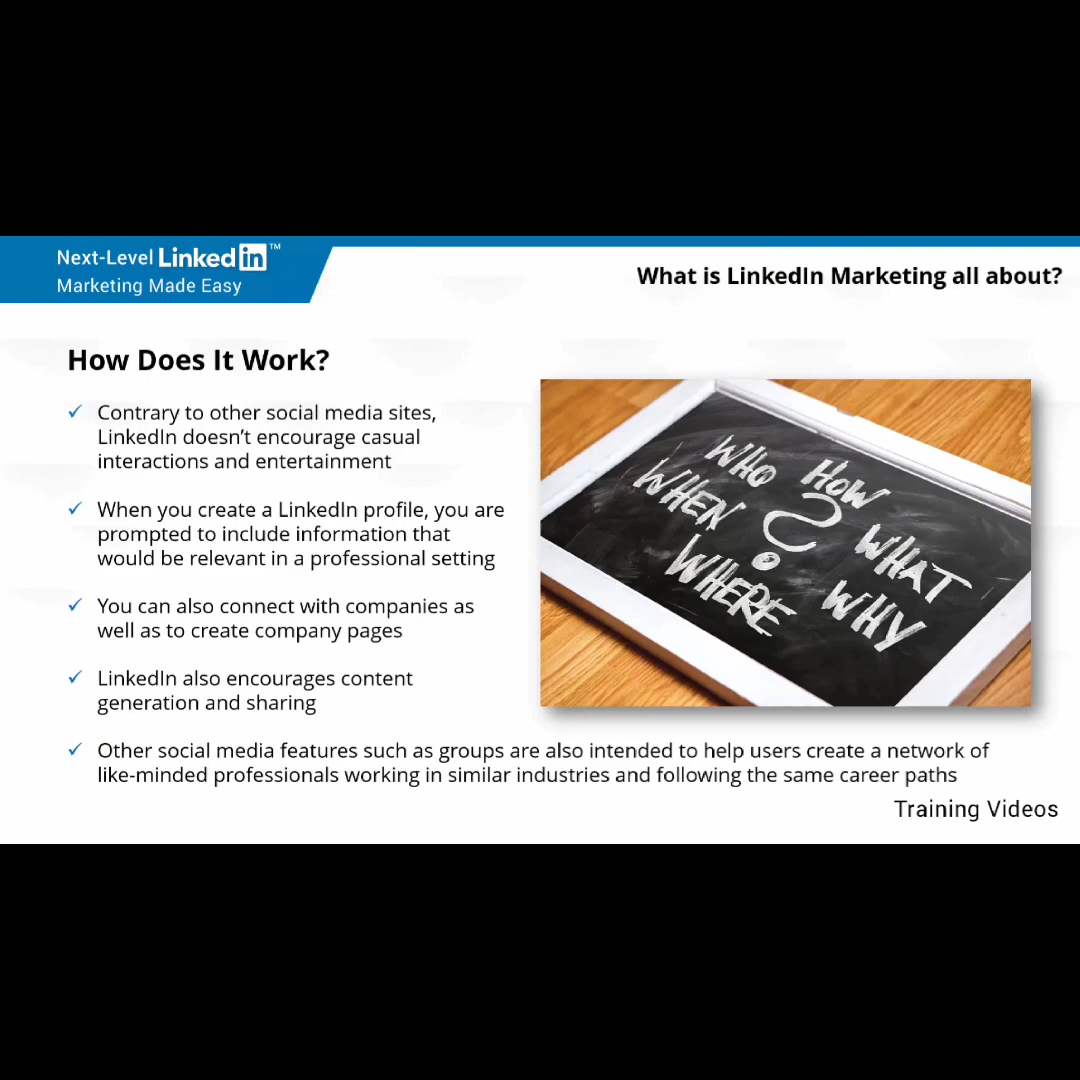 Next-Level Linked in™
Marketing Made Easy
What is LinkedIn Marketing all about?
How Does It Work?
✓ Contrary to other social media sites,
LinkedIn doesn't encourage casual
interactions and entertainment
✓ When you create a LinkedIn profile, you are
prompted to include information that
would be relevant in a professional setting
✓ You can also connect with companies as
well as to create company pages
✓ LinkedIn also encourages content
generation and sharing
✓ Other social media features such as groups are also intended to help users create a network of
like-minded professionals working in similar industries and following the same career paths
WHO HOW
WHEN ? WHAT
WHERE WHY
Training Videos